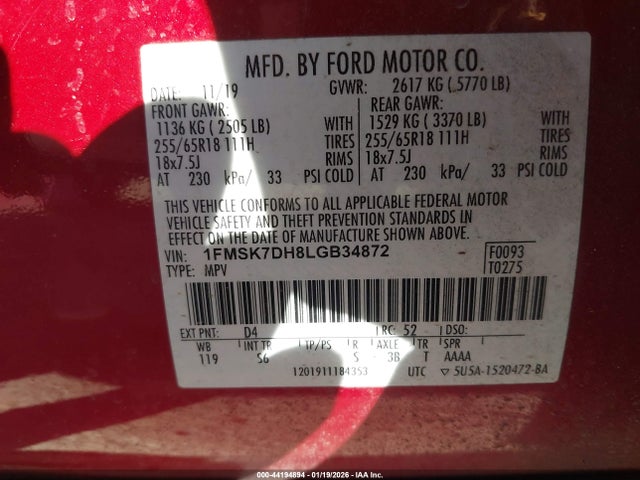 MFD. BY FORD MOTOR CO.
DATE: 11/19 GVWR: 2617 KG (.5770 LB)
FRONT GAWR: REAR GAWR:
1136 KG ( 2505 LB) WITH 1529 KG ( 3370 LB) WITH
255/65R18 111H TIRES 255/65R18 111H TIRES
18x7.5J RIMS 18x7.5J RIMS
AT 230 kPa/ 33 PSI COLD AT 230 kPa/ 33 PSI COLD
THIS VEHICLE CONFORMS TO ALL APPLICABLE FEDERAL MOTOR
VEHICLE SAFETY AND THEFT PREVENTION STANDARDS IN
EFFECT ON THE DATE OF MANUFACTURE SHOWN ABOVE.
VIN: 1FMSK7DH8LGB34872 F0093
TYPE: MPV T0275
EXT PNT: D4 RC: 52 DSO:
WB INT TR TP/PS R AXLE TR SPR
119 S6 S 3B T AAAA
1201911184353 UTC ▽ 5U5A-1520472-BA
000-44194894 | 01/19/2026 - IAA Inc.